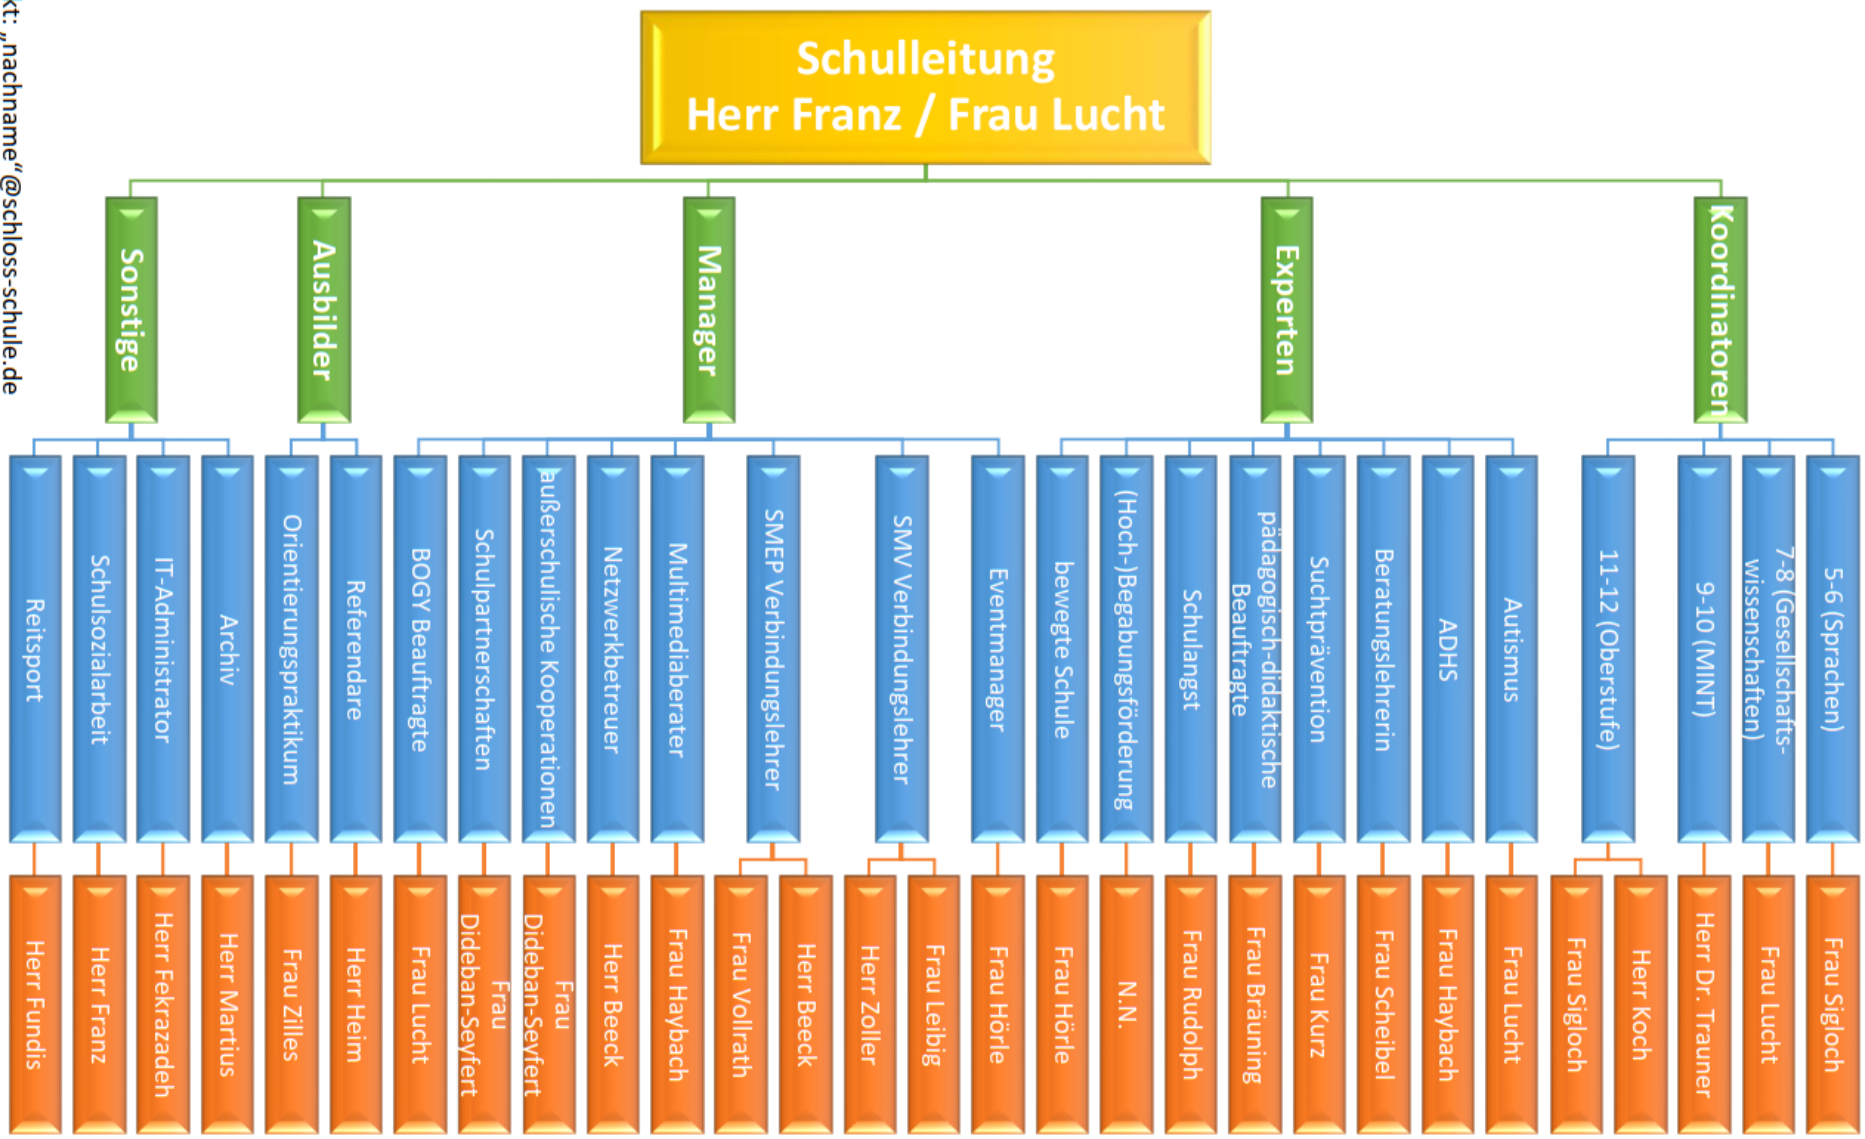 Schulleitung
Herr Franz / Frau Lucht
Koordinatoren
Experten
Manager
Ausbilder
Sonstige
5-6 (Sprachen)
7-8 (Gesellschafts-
wissenschaften)
9-10 (MINT)
11-12 (Oberstufe)
Autismus
ADHS
Beratungslehrerin
Suchtprävention
pädagogisch-didaktische
Beauftragte
Schulangst
(Hoch-)Begabungsförderung
bewegte Schule
Eventmanager
SMV Verbindungslehrer
SMEP Verbindungslehrer
Multimediaberater
Netzwerkbetreuer
außerschulische Kooperationen
Schulpartnerschaften
BOGY Beauftragte
Referendare
Orientierungspraktikum
Archiv
IT-Administrator
Schulsozialarbeit
Reitsport
Frau Sigloch
Frau Lucht
Herr Dr. Trauner
Herr Koch
Frau Sigloch
Frau Lucht
Frau Haybach
Frau Scheibel
Frau Kurz
Frau Bräuning
Frau Rudolph
N.N.
Frau Hörle
Frau Hörle
Frau Leibig
Herr Zoller
Herr Beeck
Frau Vollrath
Frau Haybach
Herr Beeck
Frau
Dideban-Seyfert
Frau
Dideban-Seyfert
Frau Lucht
Herr Heim
Frau Zilles
Herr Martius
Herr Fekrazadeh
Herr Franz
Herr Fundis
kt: „nachname“@schloss-schule.de